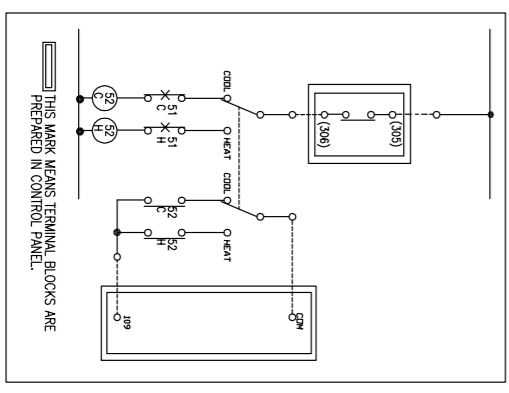 (305)
(306)
COM
COOL
HEAT
COOL
HEAT
51
C
51
H
52
C
52
H
109
52
C
52
H
THIS MARK MEANS TERMINAL BLOCKS ARE
PREPARED IN CONTROL PANEL.